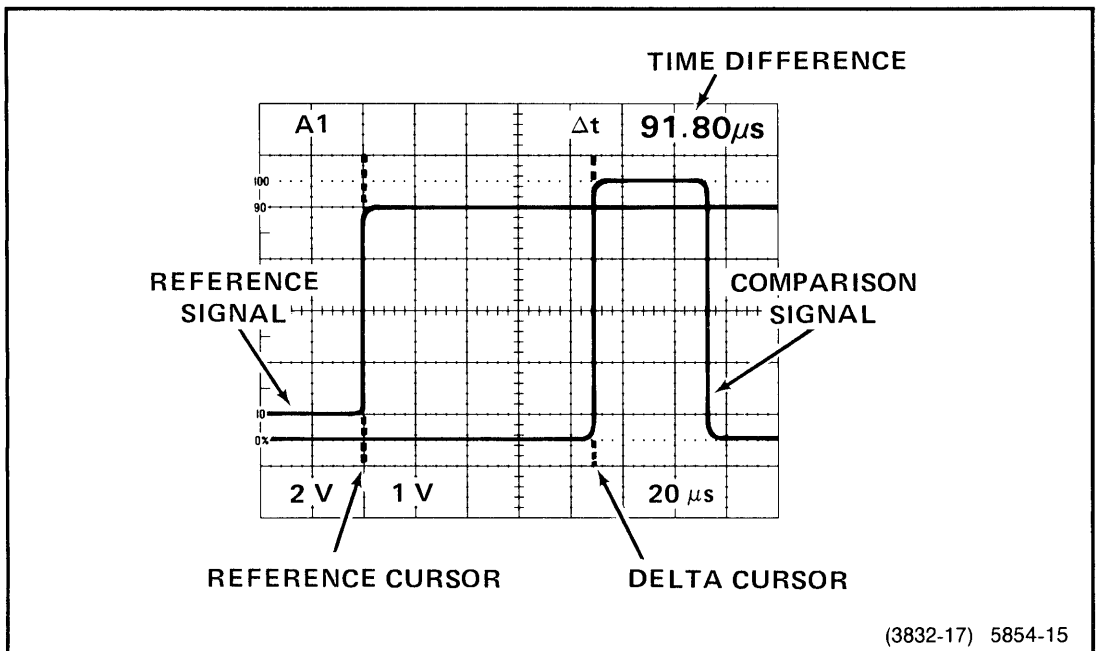 TIME DIFFERENCE
A1 Δt 91.80μs
100
90
REFERENCE
SIGNAL
COMPARISON
SIGNAL
10
0%
2 V 1 V 20 μs
REFERENCE CURSOR DELTA CURSOR
(3832-17) 5854-15